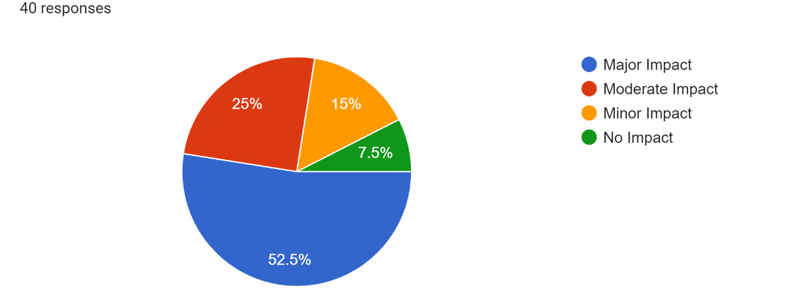 40 responses
25%
15%
7.5%
52.5%
Major Impact
Moderate Impact
Minor Impact
No Impact